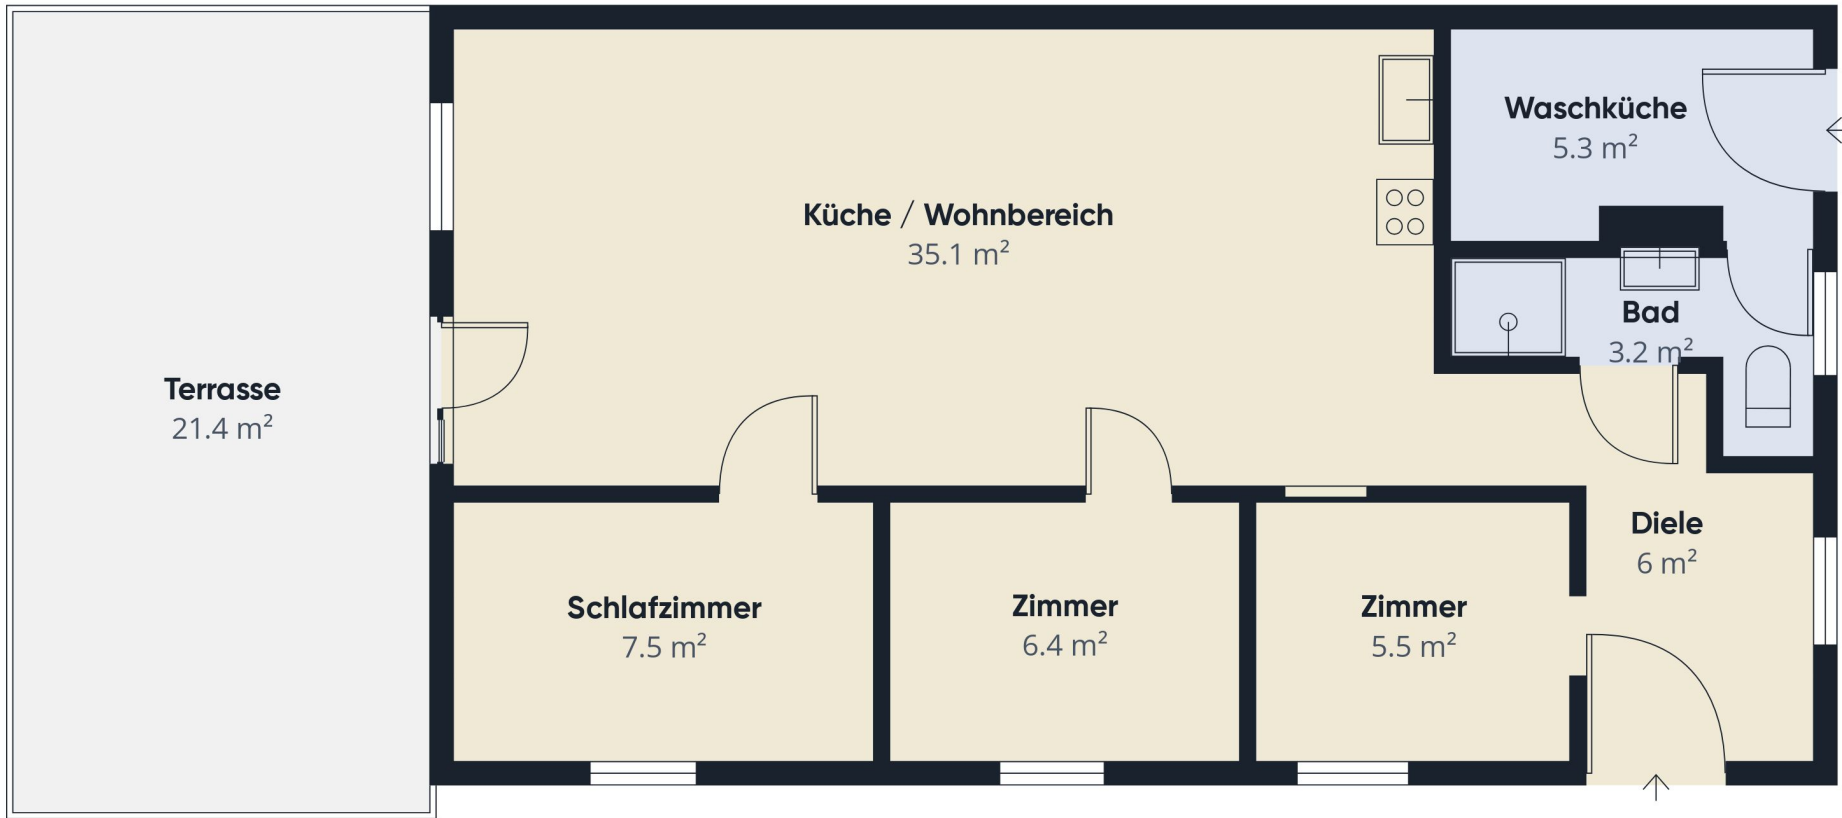 Waschküche
5.3 m²
Küche / Wohnbereich
35.1 m²
Bad
3.2 m²
Terrasse
21.4 m²
Diele
6 m²
Schlafzimmer
7.5 m²
Zimmer
6.4 m²
Zimmer
5.5 m²